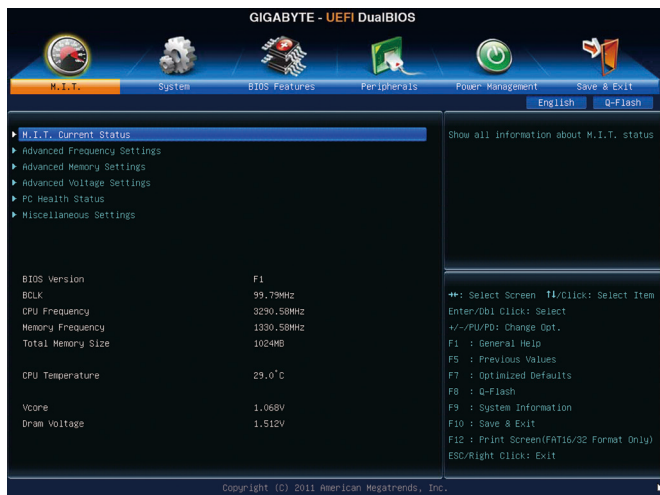 GIGABYTE - UEFI DualBIOS
M.I.T.
System
BIOS Features
Peripherals
Power Management
Save & Exit
English
Q-Flash
M.I.T. Current Status
Advanced Frequency Settings
Advanced Memory Settings
Advanced Voltage Settings
PC Health Status
Miscellaneous Settings
BIOS Version F1
BCLK 99.79MHz
CPU Frequency 3290.58MHz
Memory Frequency 1330.58MHz
Total Memory Size 1024MB
CPU Temperature 29.0°C
Vcore 1.068V
Dram Voltage 1.512V
Show all information about M.I.T. status
→←: Select Screen ↑↓/Click: Select Item
Enter/Dbl Click: Select
+/-/PU/PD: Change Opt.
F1 : General Help
F5 : Previous Values
F7 : Optimized Defaults
F8 : Q-Flash
F9 : System Information
F10 : Save & Exit
F12 : Print Screen(FAT16/32 Format Only)
ESC/Right Click: Exit
Copyright (C) 2011 American Megatrends, Inc.